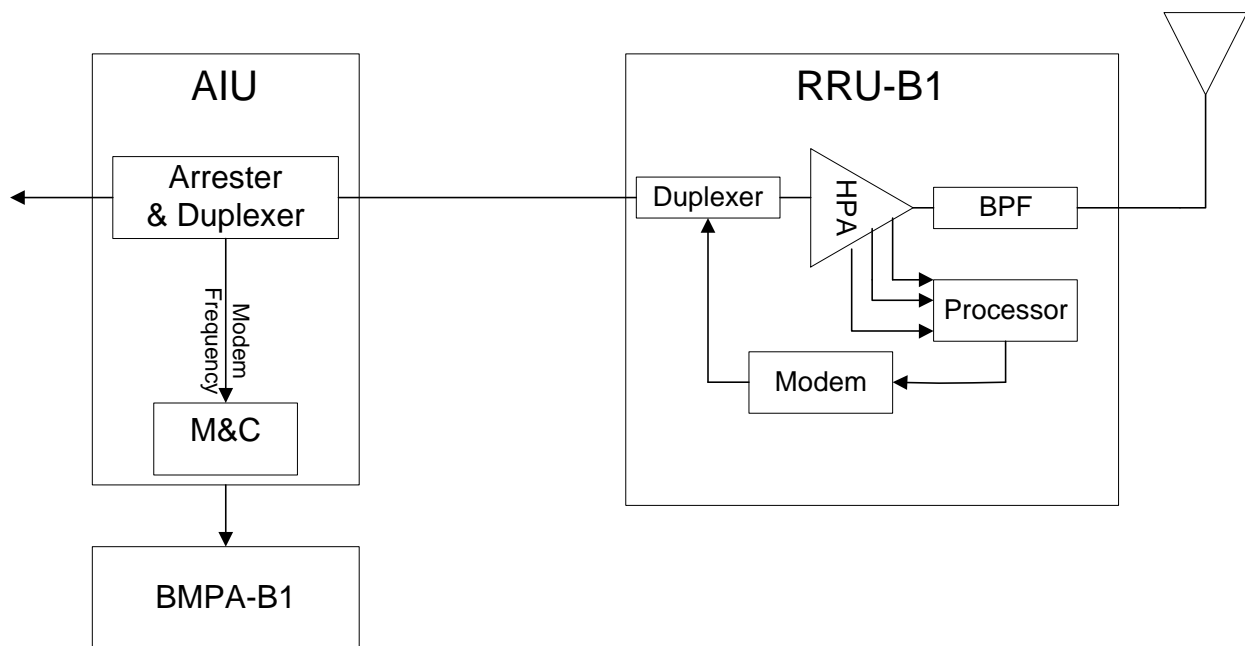 AIU
RRU-B1
Arrester
& Duplexer
Duplexer
HPA
BPF
Processor
Modem
Frequency
Modem
M&C
BMPA-B1